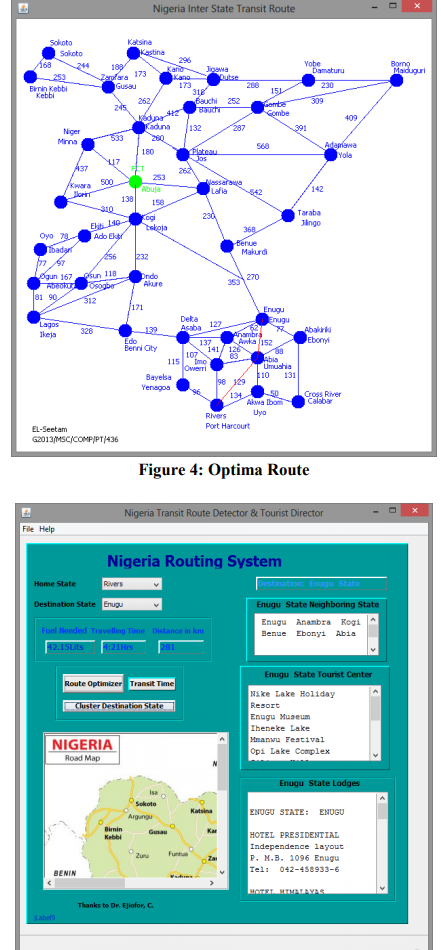 Nigeria Inter State Transit Route
Sokoto
Sokoto
168
244
253
Birnin Kebbi
Kebbi
Zamfara
Gusau
245
Katsina
Kastina
188
173
296
Kano
Kano
173
Jigawa
Dutse
318
288
Yobe
Damaturu
230
Borno
Maiduguri
151
309
409
Bauchi
Bauchi
252
Gombe
Gombe
262
412
Kaduna
Kaduna
533
260
132
287
391
Niger
Minna
117
180
Plateau
Jos
568
Adamawa
Yola
437
FCT
Abuja
253
262
542
142
500
Kwara
Ilorin
Nassarawa
Lafia
310
138
158
230
Taraba
Jilingo
Kogi
Lokoja
368
Benue
Makurdi
Ekiti
140
Ado Ekiti
Oyo
78
Ibadan
77
97
256
232
270
353
Ogun
167
Abeokuta
Osun
118
Osogbo
Ondo
Akure
81
90
312
171
Lagos
Ikeja
328
Edo
Benni City
139
Delta
Asaba
127
Enugu
Enugu
62
77
Abakiriki
Ebonyi
137
Anambra
Awka
152
107
141
126
88
115
Imo
Owerri
83
Abia
Umuahia
110
131
Bayelsa
Yenagoa
98
129
96
134
50
Rivers
Port Harcourt
Akwa Ibom
Uyo
Cross River
Calabar
EL-Seetam
G2013/MSC/COMP/PT/436
Figure 4: Optima Route
Nigeria Transit Route Detector & Tourist Director
File Help
Nigeria Routing System
Home State
Rivers
Destination: Enugu State
Destination State
Enugu
Enugu State Neighboring State
Enugu Anambra Kogi
Benue Ebonyi Abia
Fuel Needed Travelling Time Distance in km
42.15Lits
4:21Hrs
281
Route Optimizer
Transit Time
Cluster Destination State
Enugu State Tourist Center
Nike Lake Holiday
Resort
Enugu Museum
Iheneke Lake
Mmanwu Festival
Opi Lake Complex
NIGERIA
Road Map
Isa
Sokoto
Argungu
Katsina
Birnin
Kebbi
Gusau
Zuru
Funtua
BENIN
Enugu State Lodges
ENUGU STATE: ENUGU
HOTEL PRESIDENTIAL
Independence layout
P. M.B. 1096 Enugu
Tel: 042-458933-6
HOTEL HIMALAYAS
Thanks to Dr. Ejiofor, C.
jLabel9